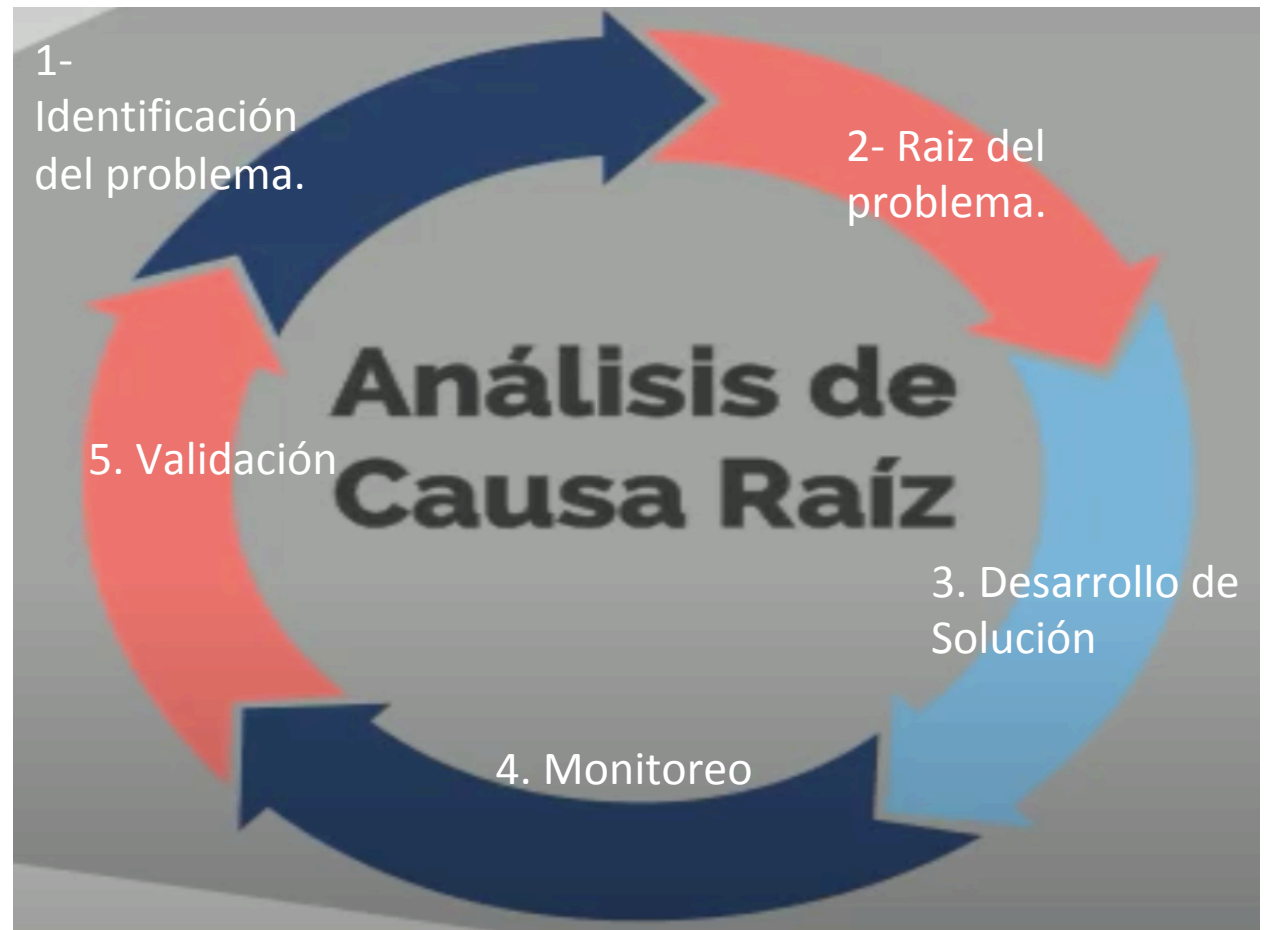 1-
Identificación
del problema.
2- Raiz del
problema.
Análisis de
Causa Raíz
5. Validación
3. Desarrollo de
Solución
4. Monitoreo